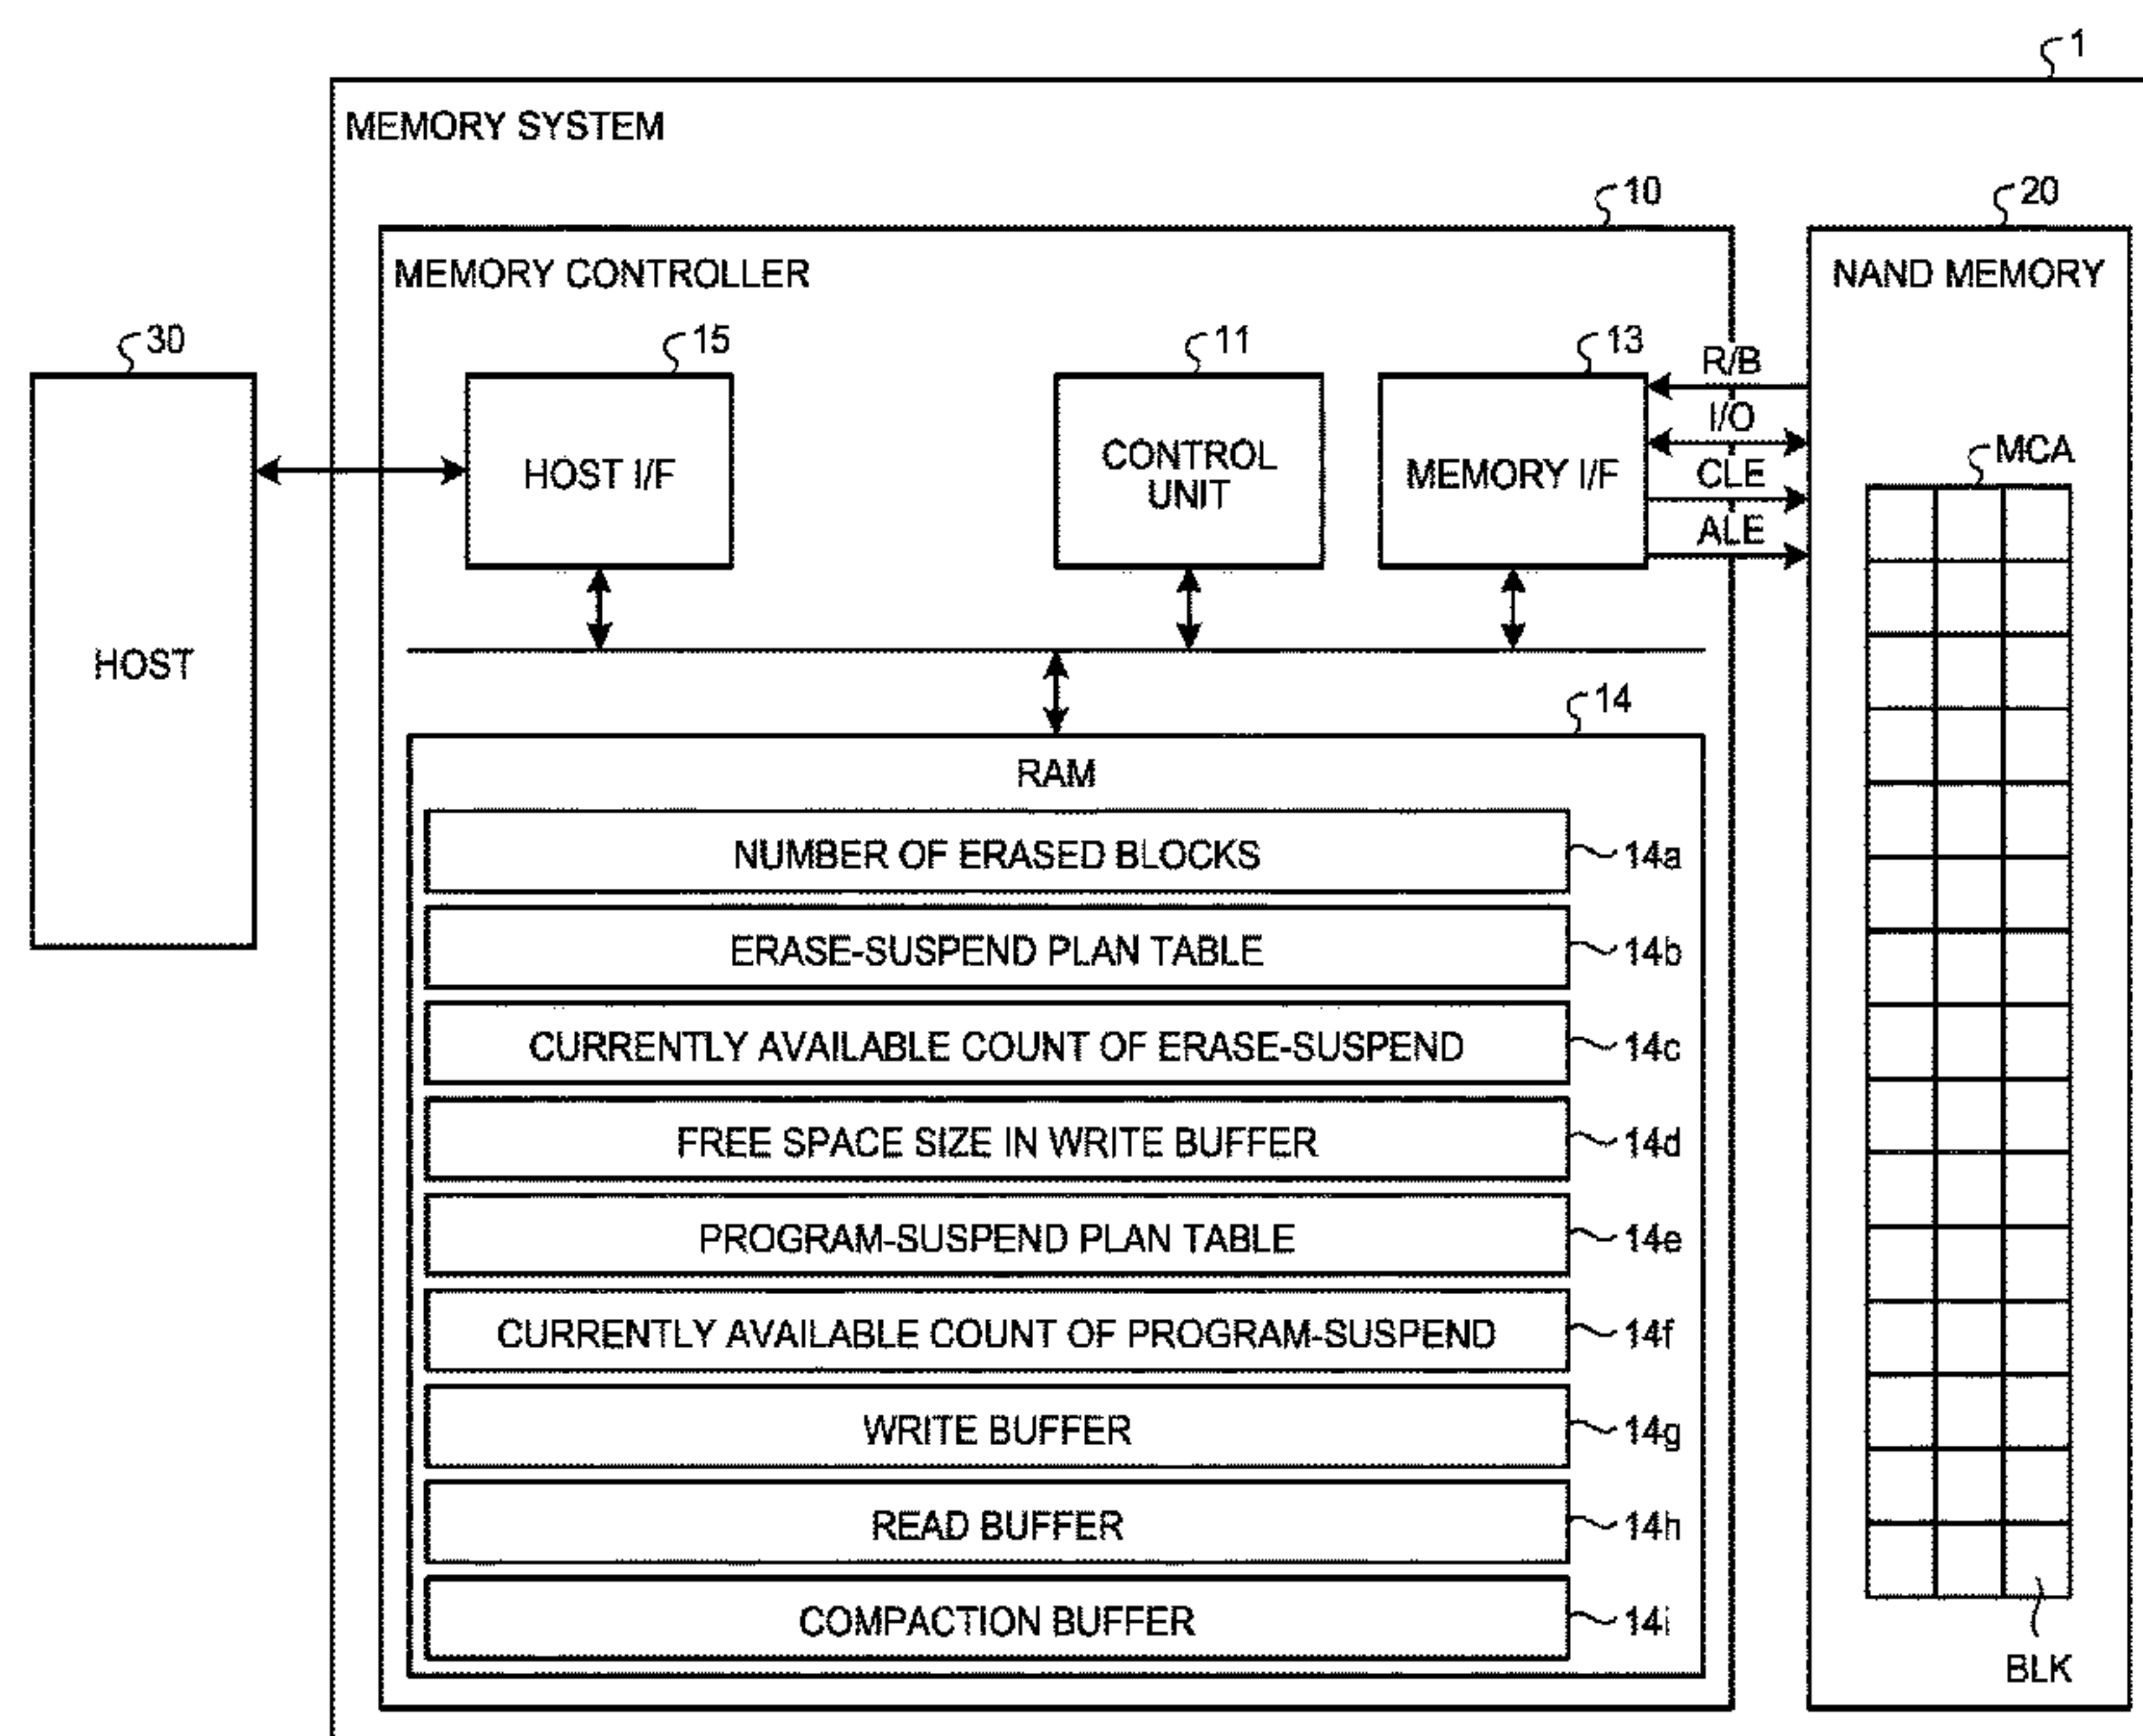 1
MEMORY SYSTEM
10
20
MEMORY CONTROLLER
NAND MEMORY
30
15
11
13
R/B
I/O
CLE
ALE
HOST I/F
CONTROL
UNIT
MEMORY I/F
MCA
HOST
14
RAM
NUMBER OF ERASED BLOCKS 14a
ERASE-SUSPEND PLAN TABLE 14b
CURRENTLY AVAILABLE COUNT OF ERASE-SUSPEND 14c
FREE SPACE SIZE IN WRITE BUFFER 14d
PROGRAM-SUSPEND PLAN TABLE 14e
CURRENTLY AVAILABLE COUNT OF PROGRAM-SUSPEND 14f
WRITE BUFFER 14g
READ BUFFER 14h
COMPACTION BUFFER 14i
BLK